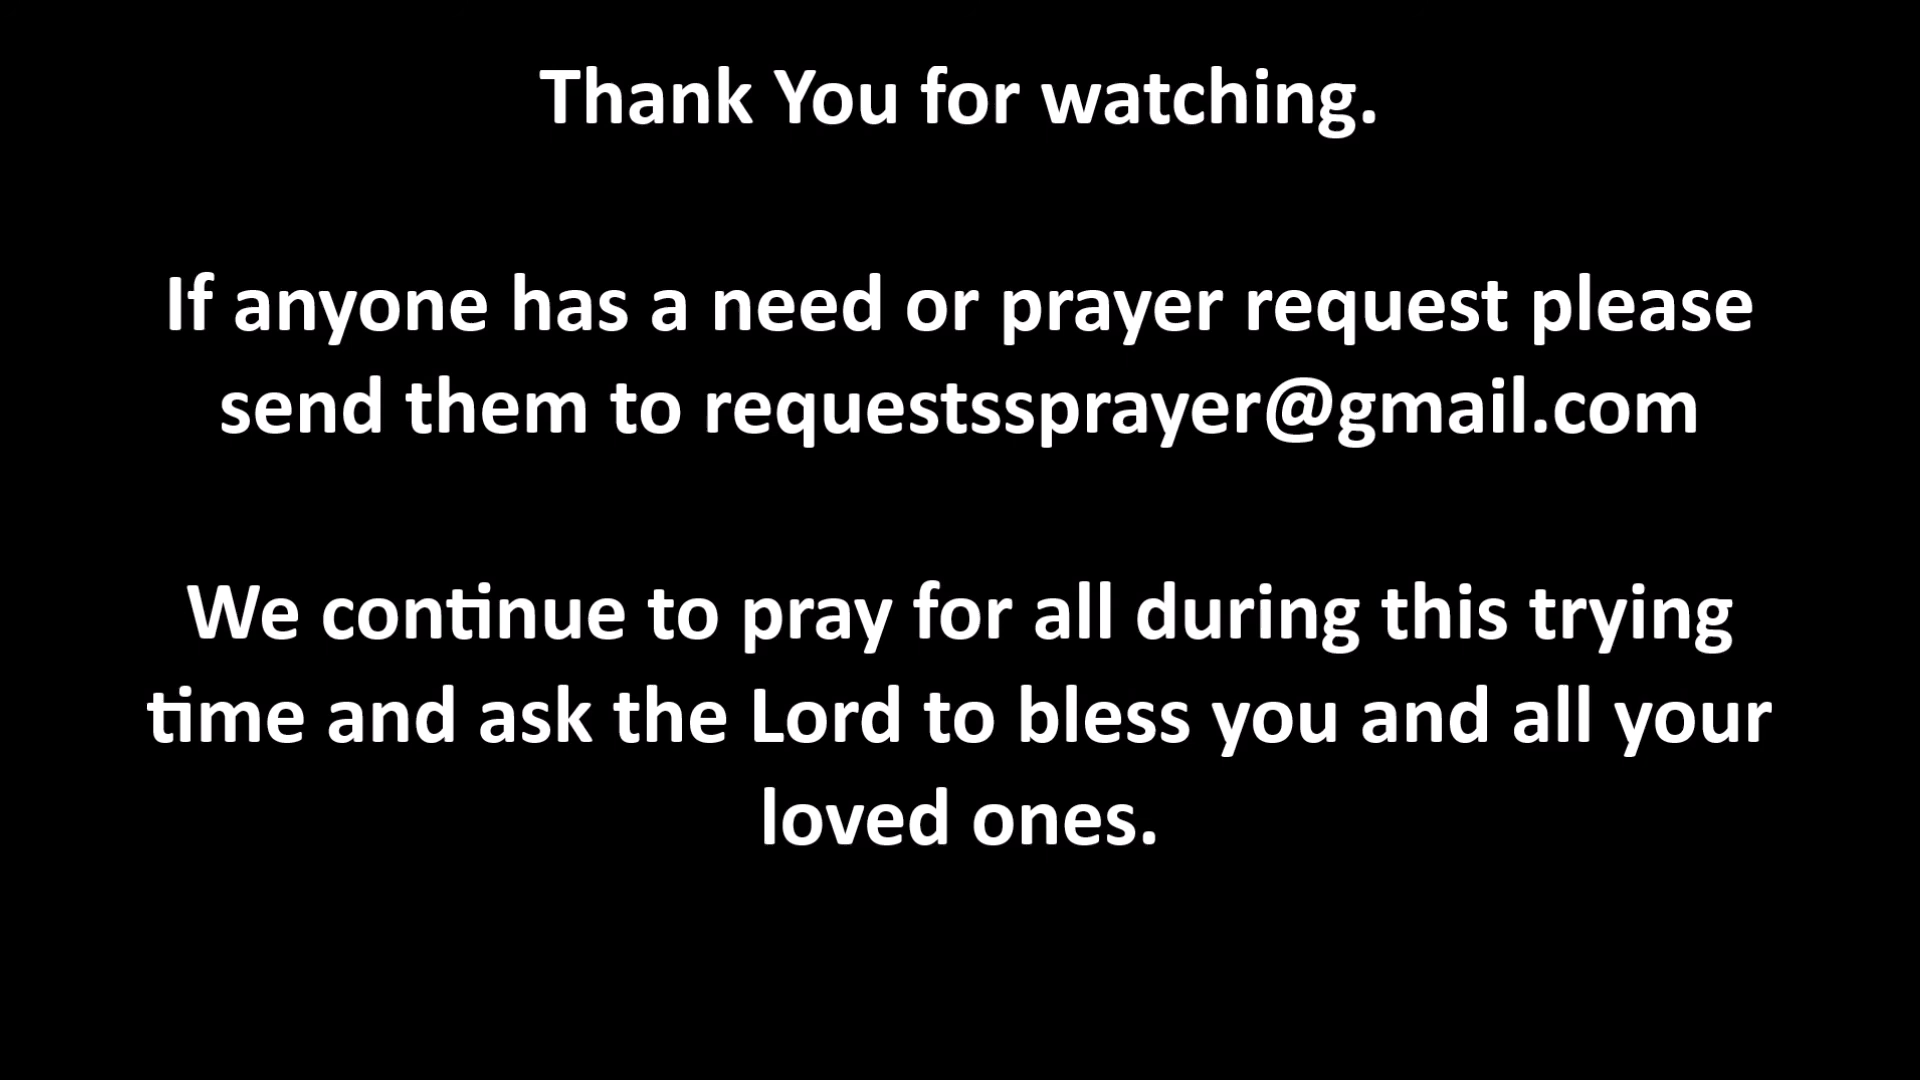 Thank You for watching.
If anyone has a need or prayer request please
send them to requestssprayer@gmail.com
We continue to pray for all during this trying
time and ask the Lord to bless you and all your
loved ones.